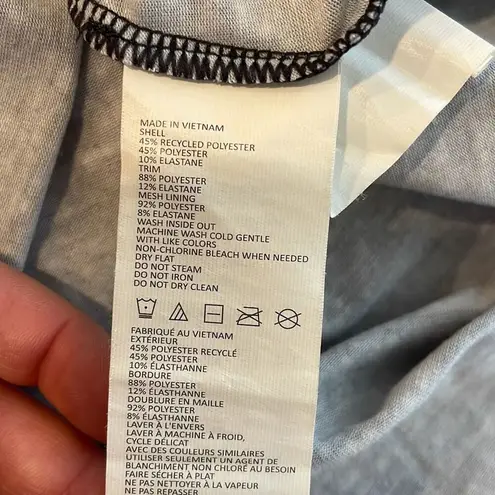 MADE IN VIETNAM
SHELL
45% RECYCLED POLYESTER
45% POLYESTER
10% ELASTANE
TRIM
88% POLYESTER
12% ELASTANE
MESH LINING
92% POLYESTER
8% ELASTANE
WASH INSIDE OUT
MACHINE WASH COLD GENTLE
WITH LIKE COLORS
NON-CHLORINE BLEACH WHEN NEEDED
DRY FLAT
DO NOT STEAM
DO NOT IRON
DO NOT DRY CLEAN
FABRIQUÉ AU VIETNAM
EXTÉRIEUR
45% POLYESTER RECYCLÉ
45% POLYESTER
10% ÉLASTHANNE
BORDURE
88% POLYESTER
12% ÉLASTHANNE
DOUBLURE EN MAILLE
92% POLYESTER
8% ÉLASTHANNE
LAVER À L'ENVERS
LAVER À MACHINE À FROID,
CYCLE DÉLICAT
AVEC DES COULEURS SIMILAIRES
UTILISER SEULEMENT UN AGENT DE
BLANCHIMENT NON CHLORÉ AU BESOIN
FAIRE SÉCHER À PLAT
NE PAS NETTOYER À LA VAPEUR
NE PAS REPASSER